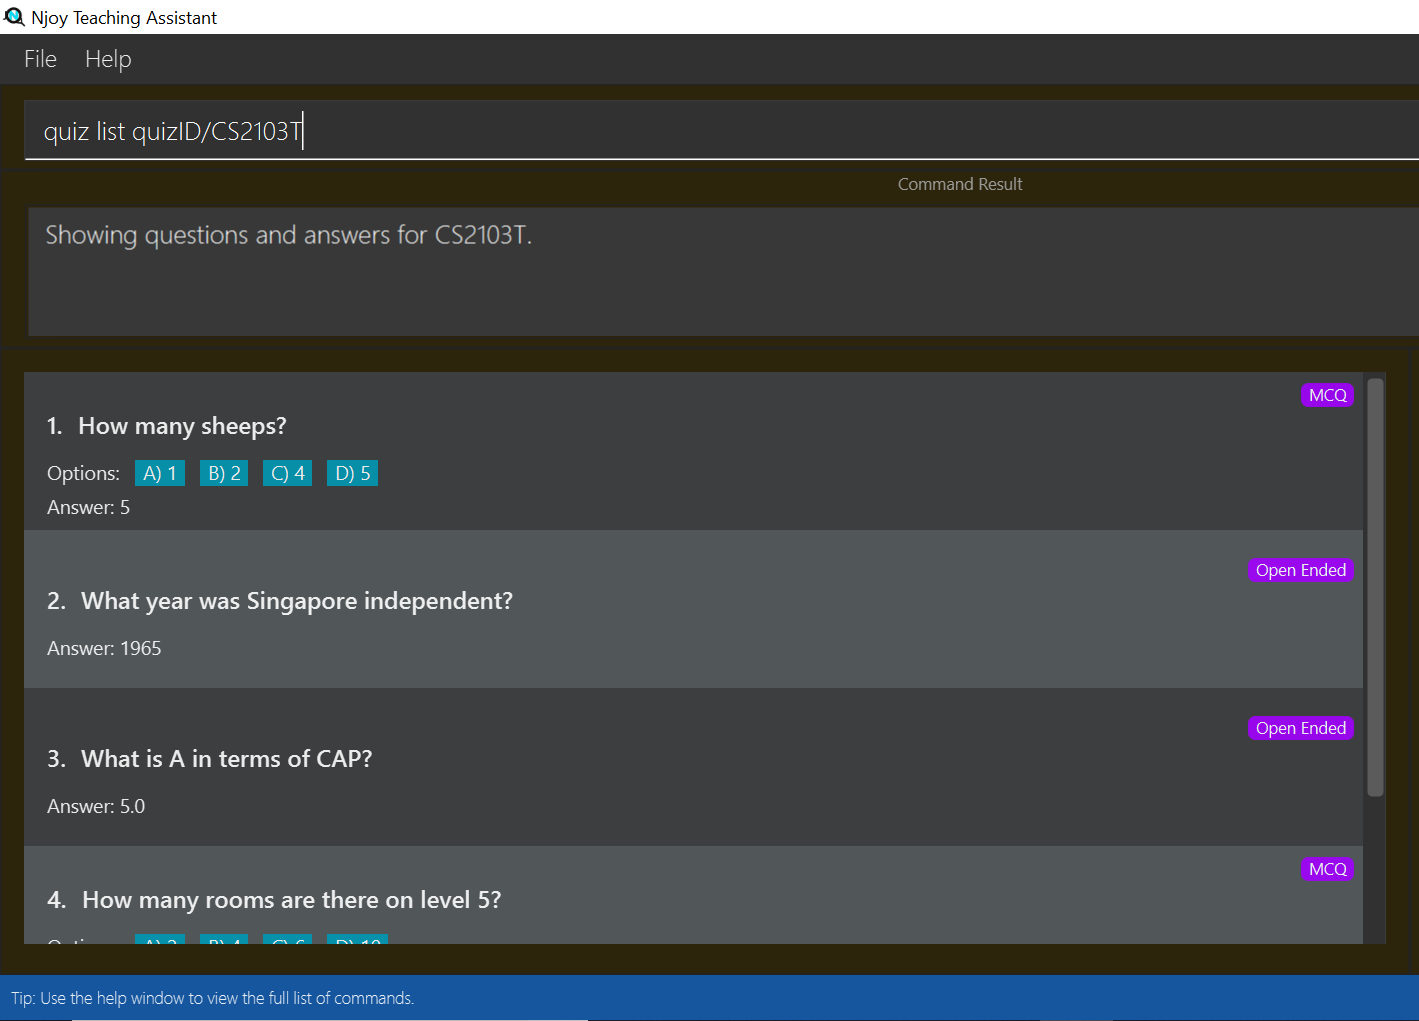 Njoy Teaching Assistant
File Help
quiz list quizID/CS2103T
Command Result
Showing questions and answers for CS2103T.
MCQ
1. How many sheeps?
Options: A) 1 B) 2 C) 4 D) 5
Answer: 5
Open Ended
2. What year was Singapore independent?
Answer: 1965
Open Ended
3. What is A in terms of CAP?
Answer: 5.0
MCQ
4. How many rooms are there on level 5?
Tip: Use the help window to view the full list of commands.